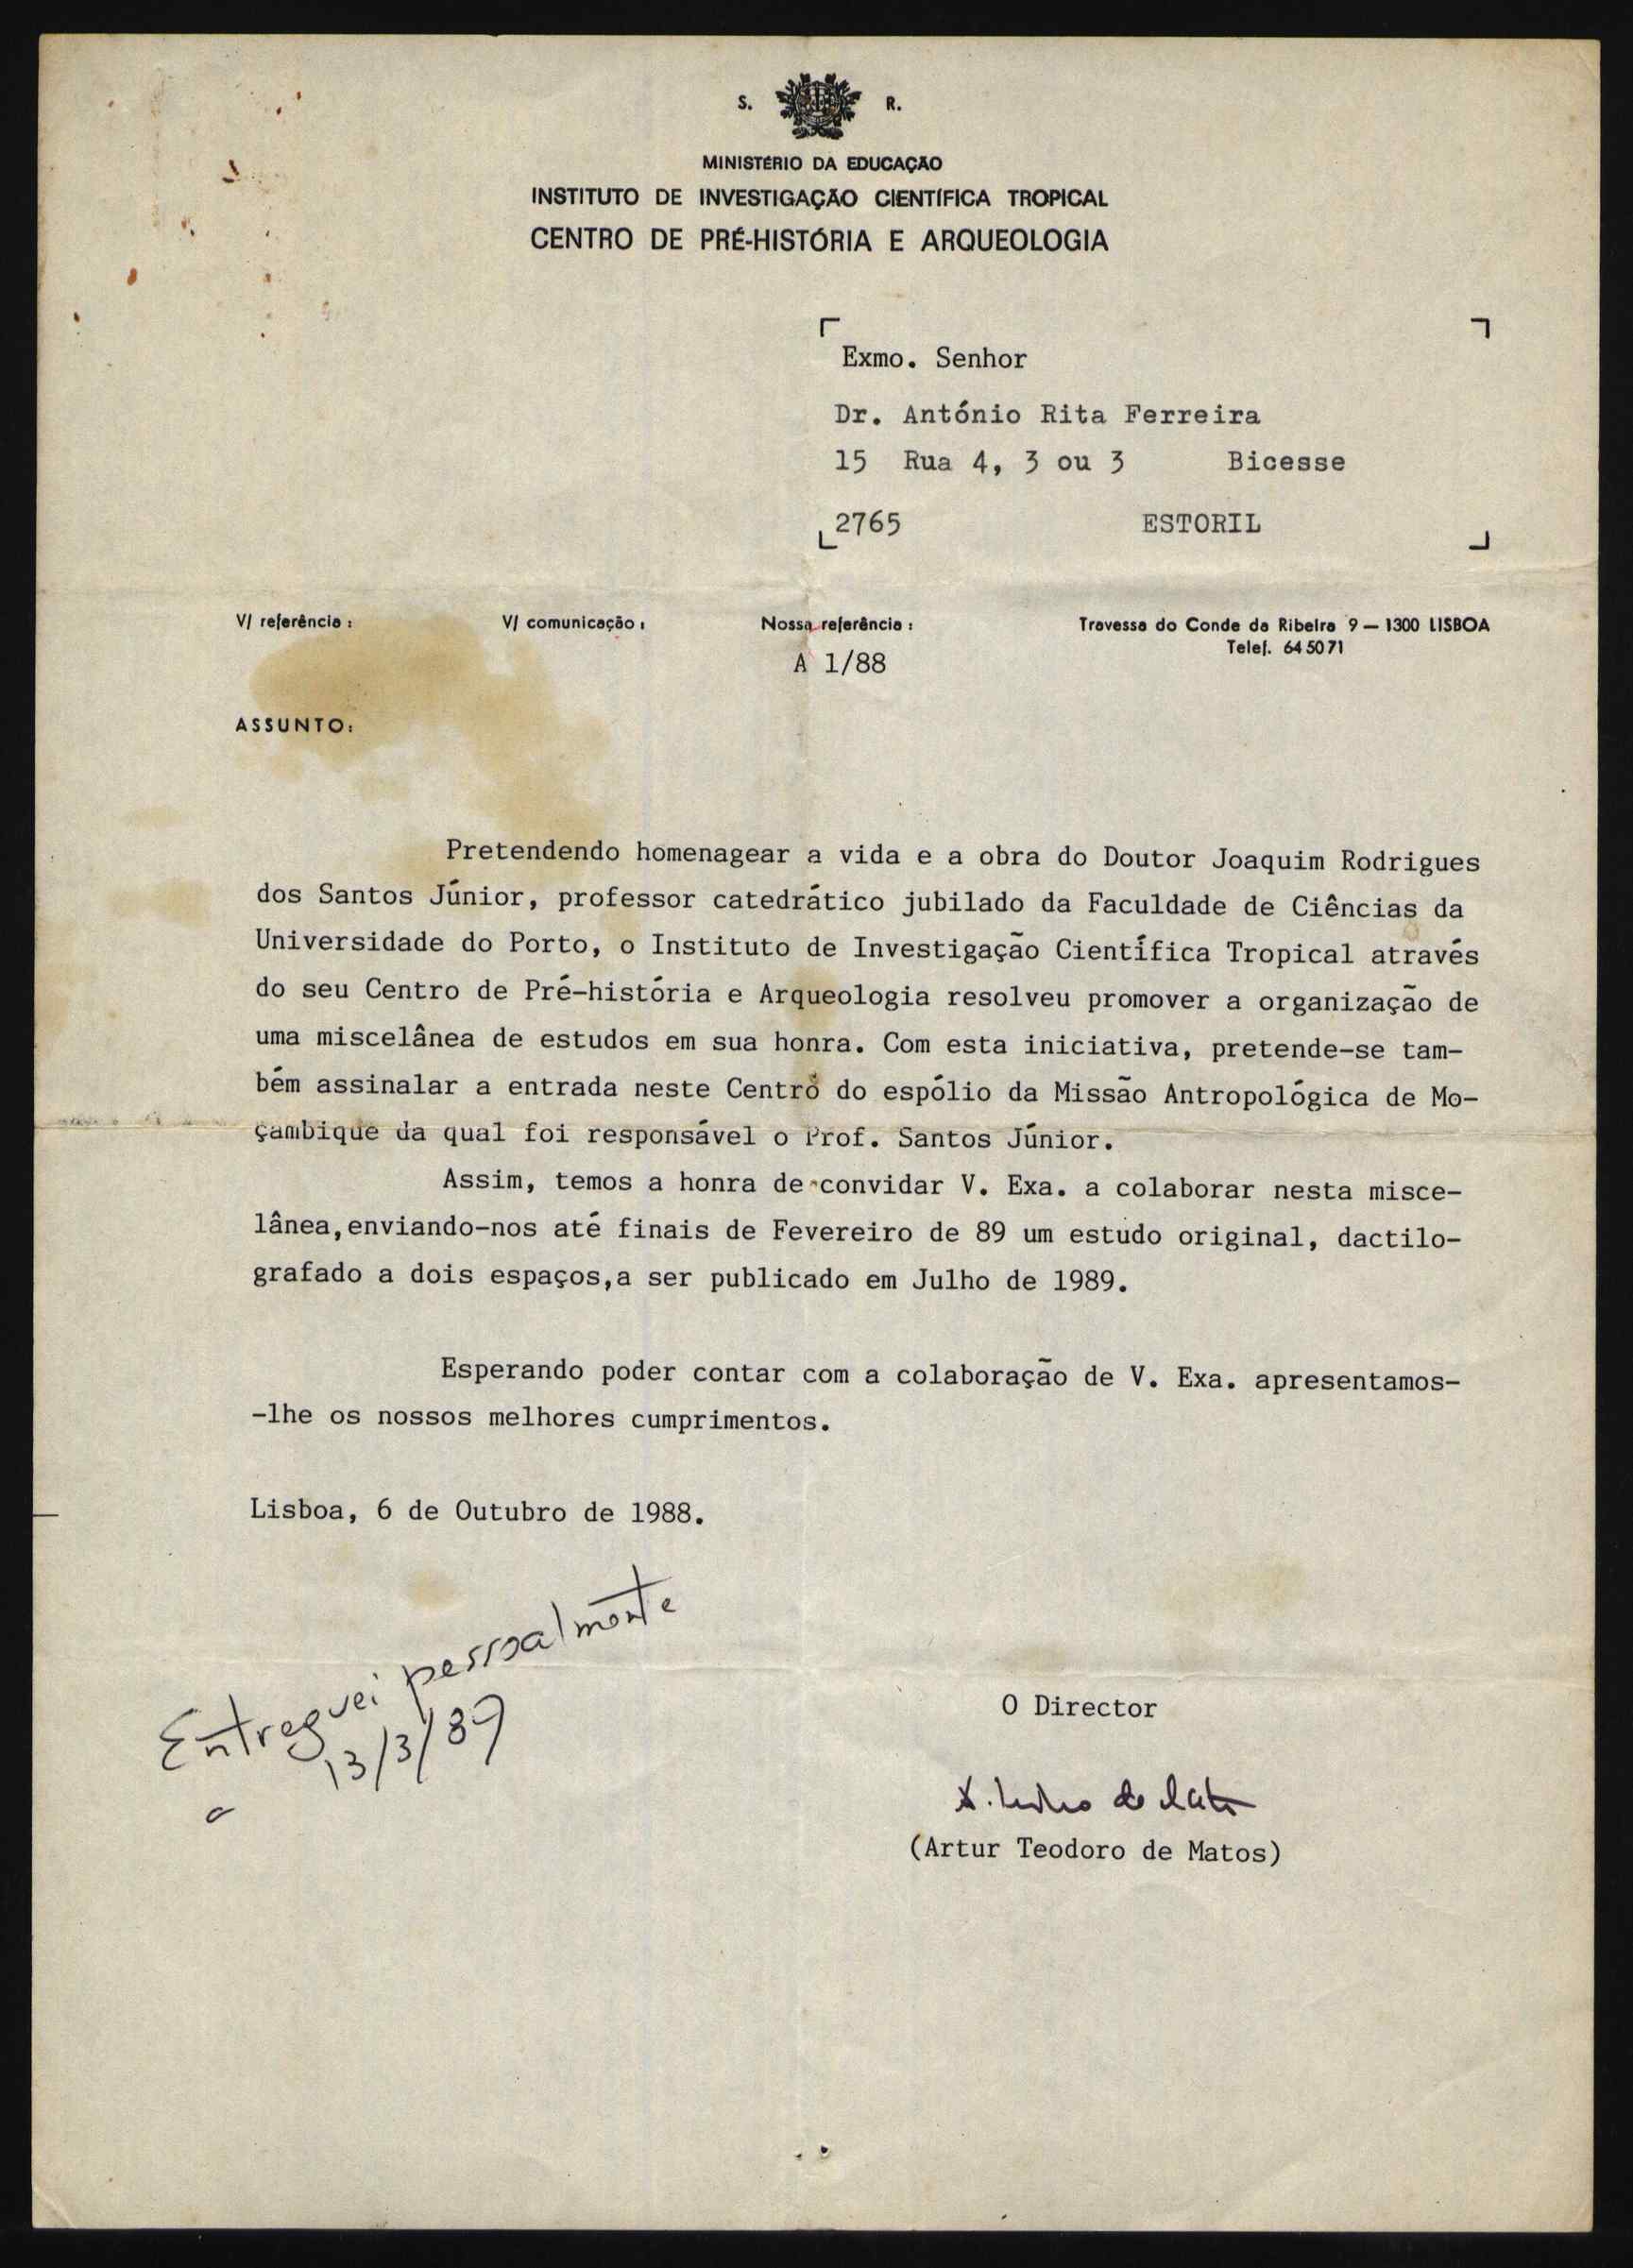 S. R.
MINISTÉRIO DA EDUCAÇÃO
INSTITUTO DE INVESTIGAÇÃO CIENTÍFICA TROPICAL
CENTRO DE PRÉ-HISTÓRIA E ARQUEOLOGIA
Exmo. Senhor
Dr. António Rita Ferreira
15 Rua 4, 3 ou 3 Bicesse
2765 ESTORIL
V/ referência: V/ comunicação: Nossa referência: Travessa do Conde da Ribeira 9 — 1300 LISBOA
Telef. 64 50 71
A 1/88
ASSUNTO:
Pretendendo homenagear a vida e a obra do Doutor Joaquim Rodrigues
dos Santos Júnior, professor catedrático jubilado da Faculdade de Ciências da
Universidade do Porto, o Instituto de Investigação Científica Tropical através
do seu Centro de Pré-história e Arqueologia resolveu promover a organização de
uma miscelânea de estudos em sua honra. Com esta iniciativa, pretende-se tam-
bém assinalar a entrada neste Centro do espólio da Missão Antropológica de Mo-
çambique da qual foi responsável o Prof. Santos Júnior.
Assim, temos a honra de convidar V. Exa. a colaborar nesta misce-
lânea,enviando-nos até finais de Fevereiro de 89 um estudo original, dactilo-
grafado a dois espaços,a ser publicado em Julho de 1989.
Esperando poder contar com a colaboração de V. Exa. apresentamos-
-lhe os nossos melhores cumprimentos.
Lisboa, 6 de Outubro de 1988.
Entreguei pessoalmente
13/3/89
O Director
A. Teodoro de Matos
(Artur Teodoro de Matos)